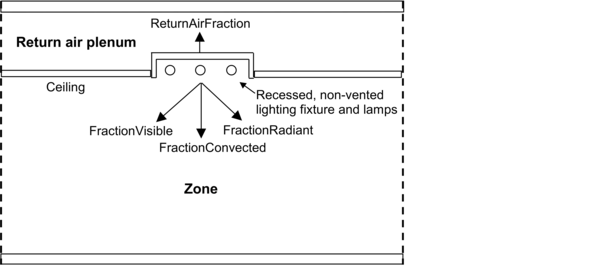 ReturnAirFraction
Return air plenum
Ceiling
Recessed, non-vented
lighting fixture and lamps
FractionVisible
FractionRadiant
FractionConvected
Zone